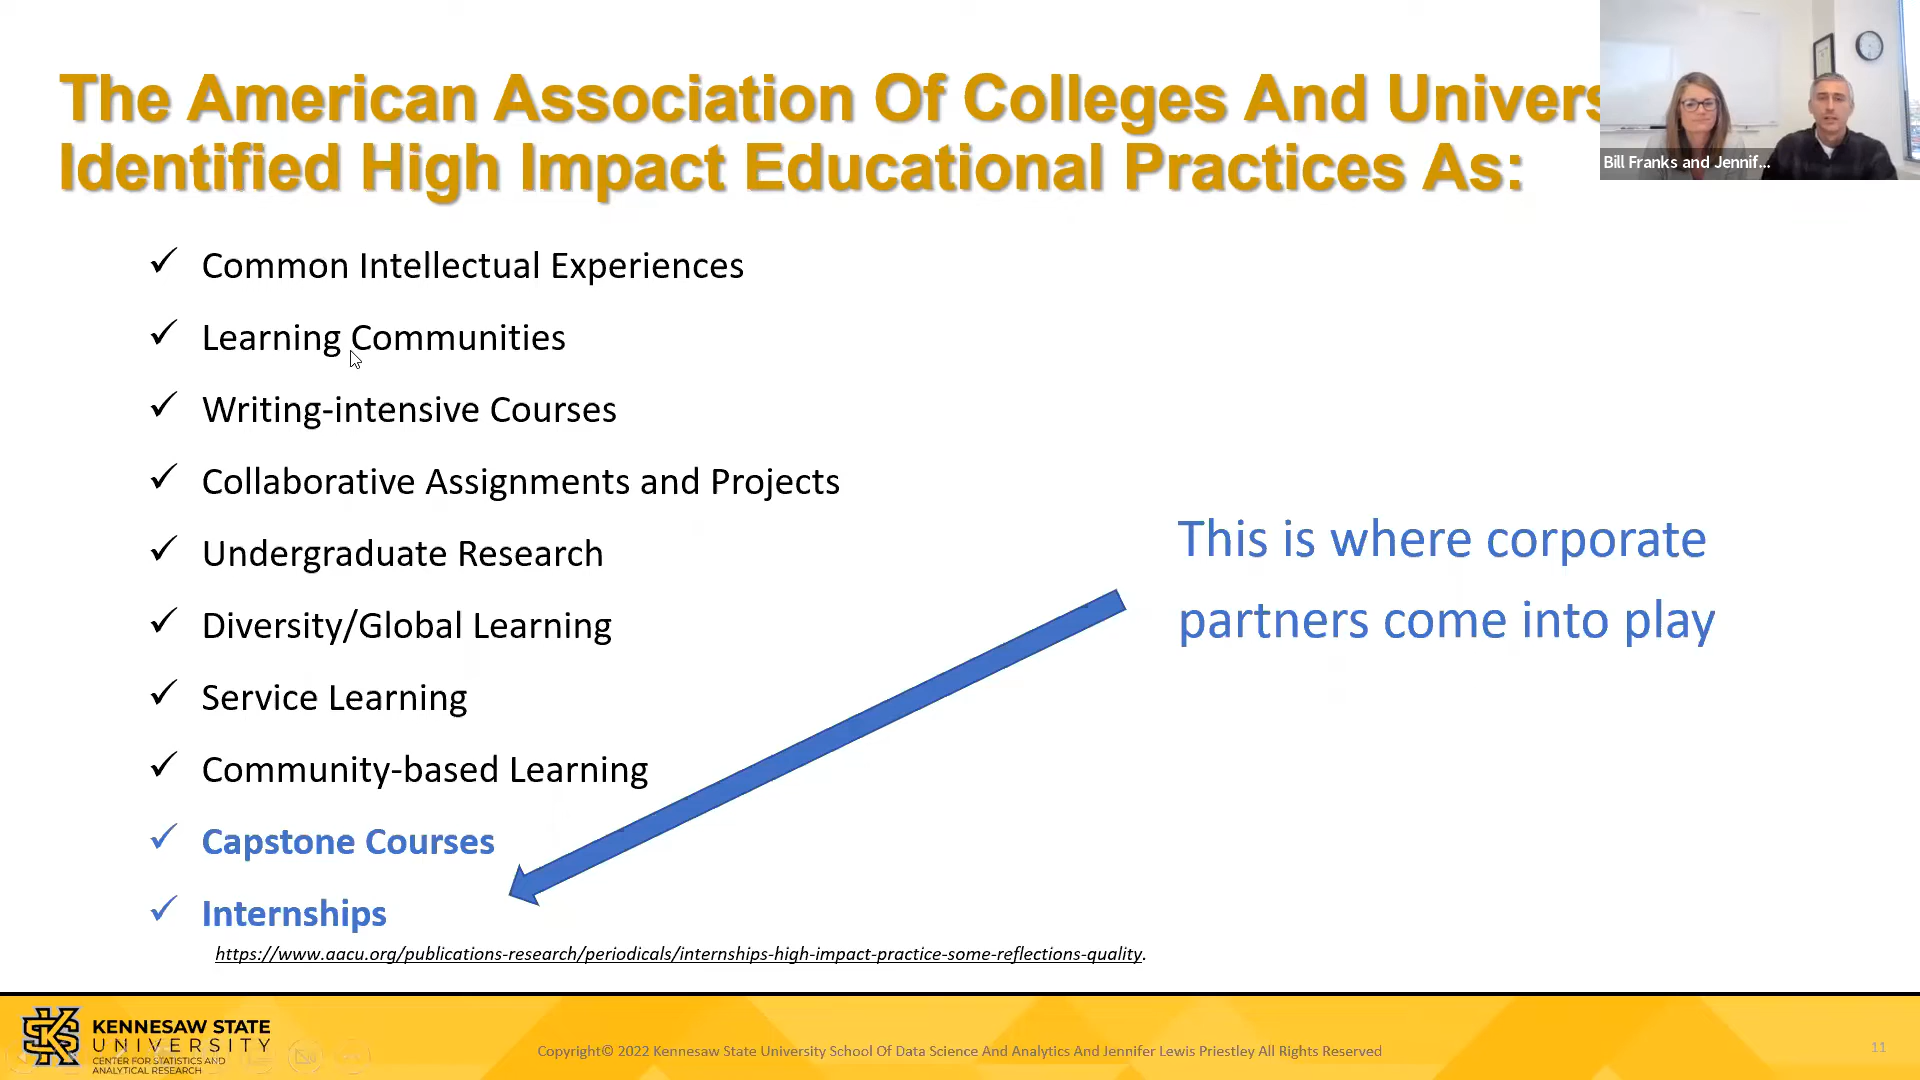 The American Association Of Colleges And Univers
Identified High Impact Educational Practices As:
Bill Franks and Jennif...
✓ Common Intellectual Experiences
✓ Learning Communities
✓ Writing-intensive Courses
✓ Collaborative Assignments and Projects
✓ Undergraduate Research
✓ Diversity/Global Learning
✓ Service Learning
✓ Community-based Learning
✓ Capstone Courses
✓ Internships
This is where corporate
partners come into play
https://www.aacu.org/publications-research/periodicals/internships-high-impact-practice-some-reflections-quality.
KENNESAW STATE
UNIVERSITY
CENTER FOR STATISTICS AND
ANALYTICAL RESEARCH
Copyright© 2022 Kennesaw State University School Of Data Science And Analytics And Jennifer Lewis Priestley All Rights Reserved
11